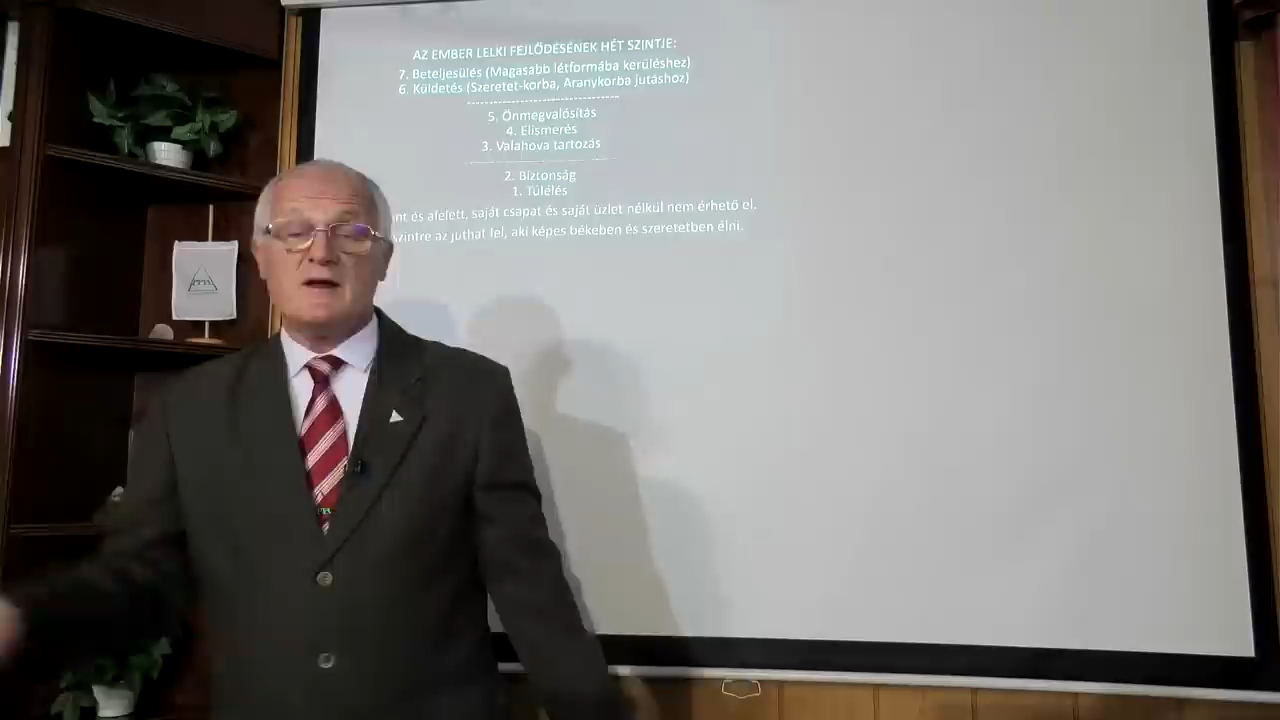 AZ EMBER LELKI FEJLŐDÉSÉNEK HÉT SZINTJE:
7. Beteljesülés (Magasabb létformába kerüléshez)
6. Küldetés (Szeretet-korba, Aranykorba jutáshoz)
5. Önmegvalósítás
4. Elismerés
3. Valahova tartozás
2. Biztonság
1. Túlélés
és afelett, saját csapat és saját üzlet nélkül nem érhető el.
szintre az juthat fel, aki képes békében és szeretetben élni.